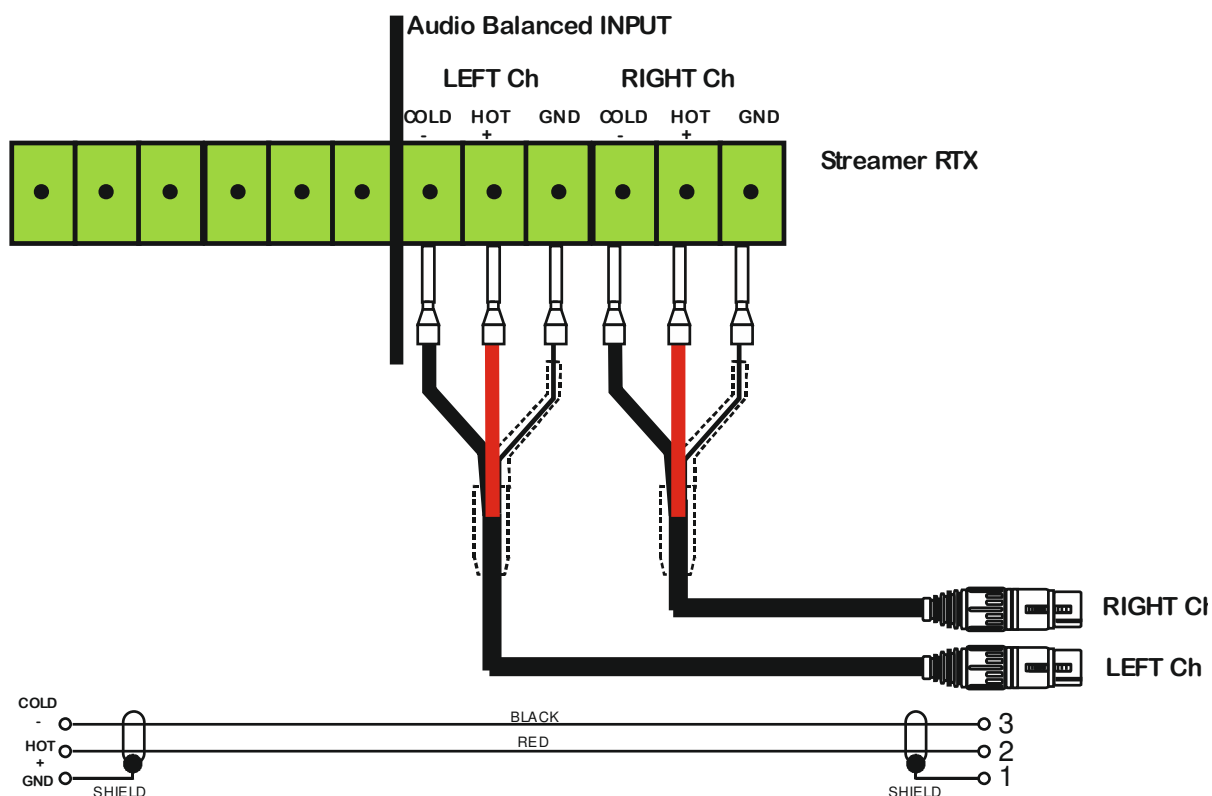 Audio Balanced INPUT
LEFT Ch RIGHT Ch
COLD HOT GND COLD HOT GND
- + - +
Streamer RTX
RIGHT Ch
LEFT Ch
COLD
-
BLACK
3
HOT
RED
2
+
GND
1
SHIELD SHIELD